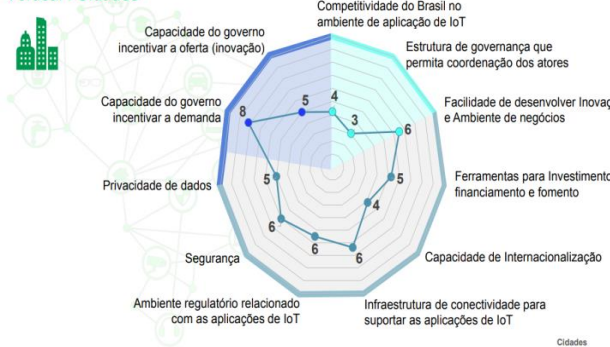 Competitividade do Brasil no
ambiente de aplicação de IoT
Capacidade do governo
incentivar a oferta (inovação)
Estrutura de governança que
permita coordenação dos atores
Capacidade do governo
incentivar a demanda
Facilidade de desenvolver Inovaç
e Ambiente de negócios
8
5
4
3
6
Privacidade de dados
5
5
Ferramentas para Investimento
financiamento e fomento
4
6
6
6
Segurança
Capacidade de Internacionalização
Ambiente regulatório relacionado
com as aplicações de IoT
Infraestrutura de conectividade para
suportar as aplicações de IoT
Cidades